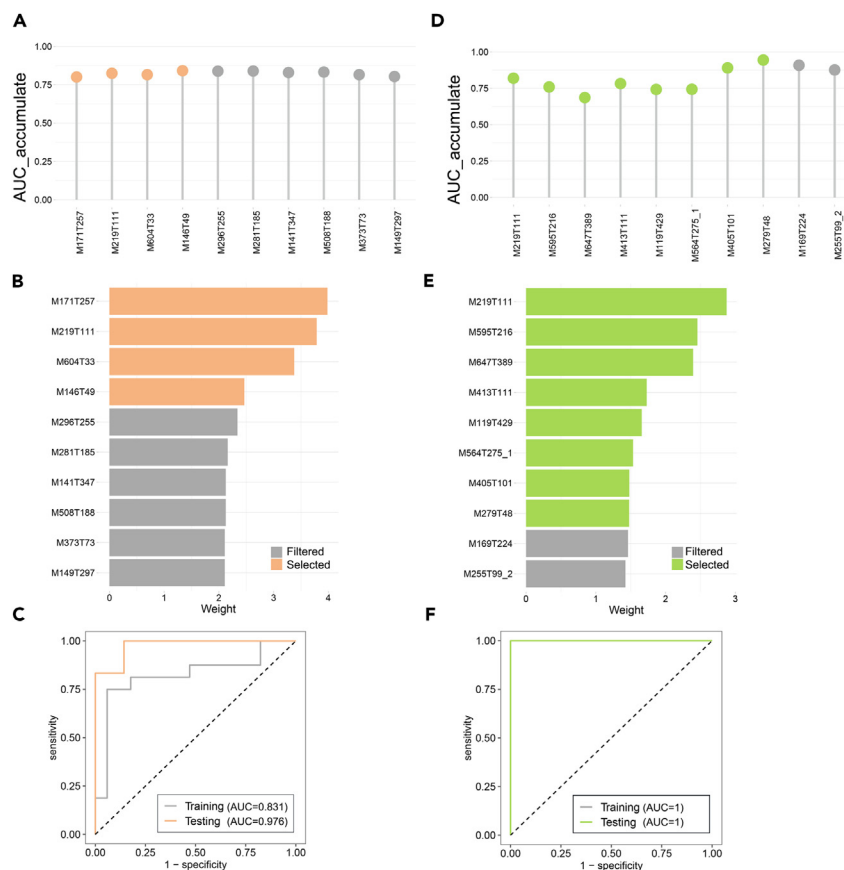 A
AUC_accumulate
1.00
0.75
0.50
0.25
0.00
M171T257
M219T111
M604T33
M146T49
M296T255
M281T185
M141T347
M508T188
M373T73
M149T297
D
AUC_accumulate
1.00
0.75
0.50
0.25
0.00
M219T111
M595T216
M647T389
M413T111
M119T429
M564T275_1
M405T101
M279T48
M169T224
M255T99_2
B
M171T257
M219T111
M604T33
M146T49
M296T255
M281T185
M141T347
M508T188
M373T73
M149T297
Filtered
Selected
0 1 2 3 4
Weight
E
M219T111
M595T216
M647T389
M413T111
M119T429
M564T275_1
M405T101
M279T48
M169T224
M255T99_2
Filtered
Selected
0 1 2 3
Weight
C
sensitivity
1.00
0.75
0.50
0.25
0.00
Training (AUC=0.831)
Testing (AUC=0.976)
0.00 0.25 0.50 0.75 1.00
1 − specificity
F
sensitivity
1.00
0.75
0.50
0.25
0.00
Training (AUC=1)
Testing (AUC=1)
0.00 0.25 0.50 0.75 1.00
1 − specificity